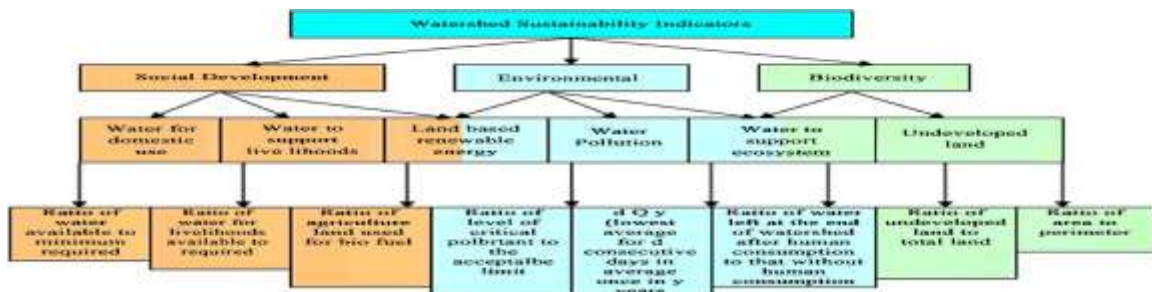 Watershed Sustainability Indicators
Social Development
Environmental
Biodiversity
Water for
domestic
use
Water to
support
live lihoods
Land based
renewable
energy
Water
Pollution
Water to
support
ecosystem
Undeveloped
land
Ratio of
water
available to
minimum
required
Ratio of
water for
livelihoods
available to
required
Ratio of
agriculture
land used
for bio fuel
Ratio of
level of
critical
polbrtant to
the
acceptalbe
limit
d Q y
(lowest
average
for d
consecutive
days in
average
once in y
years
Ratio of water
left at the end
of watershed
after human
consumption
to that without
human
consumption
Ratio of
undeveloped
land to
total land
Ratio of
area to
perimeter